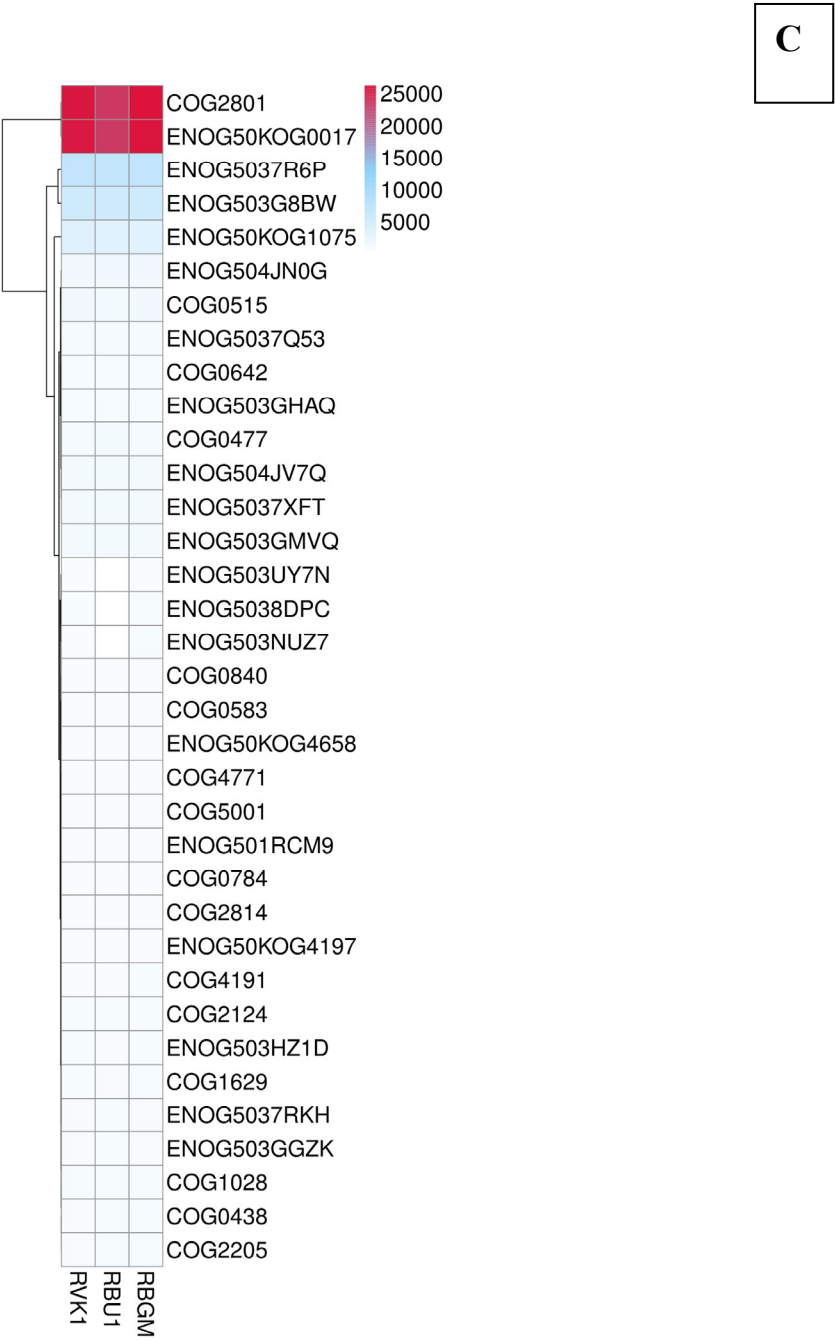 C
COG2801
ENOG50KOG0017
ENOG5037R6P
ENOG503G8BW
ENOG50KOG1075
ENOG504JN0G
COG0515
ENOG5037Q53
COG0642
ENOG503GHAQ
COG0477
ENOG504JV7Q
ENOG5037XFT
ENOG503GMVQ
ENOG503UY7N
ENOG5038DPC
ENOG503NUZ7
COG0840
COG0583
ENOG50KOG4658
COG4771
COG5001
ENOG501RCM9
COG0784
COG2814
ENOG50KOG4197
COG4191
COG2124
ENOG503HZ1D
COG1629
ENOG5037RKH
ENOG503GGZK
COG1028
COG0438
COG2205
25000
20000
15000
10000
5000
RVK1
RBU1
RBGM